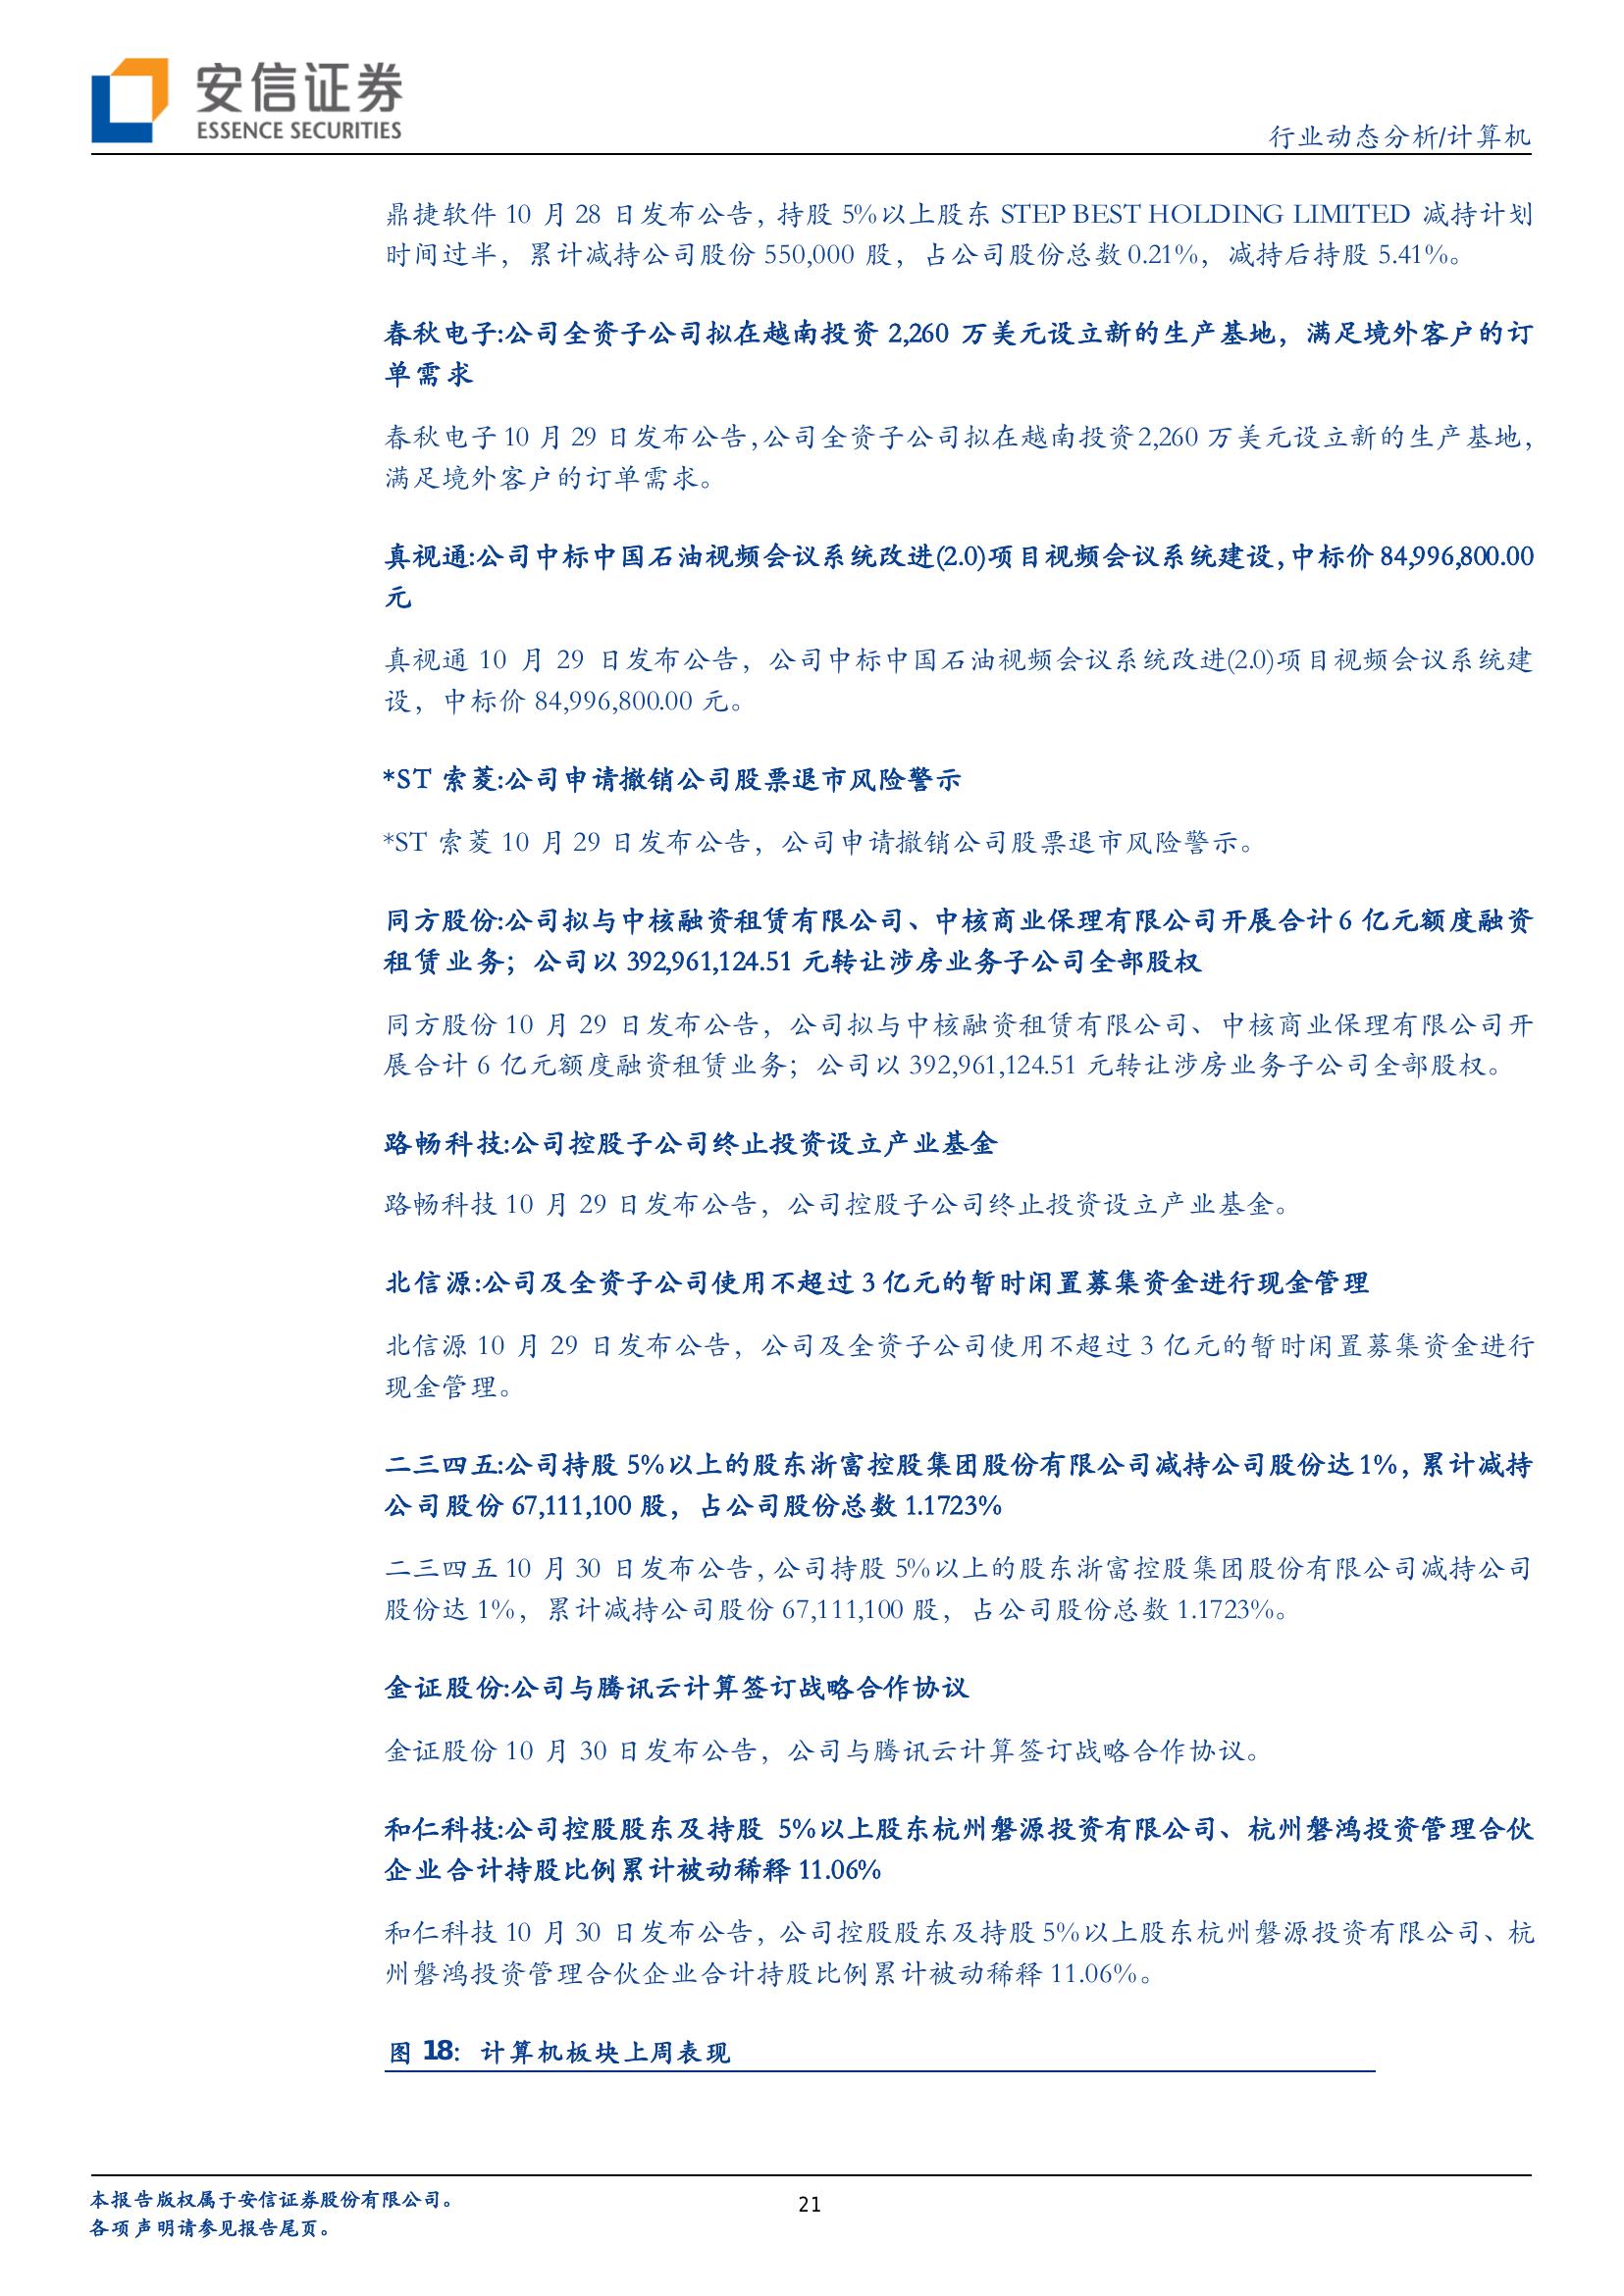 安信证券
ESSENCE SECURITIES
行业动态分析/计算机
鼎捷软件 10 月 28 日发布公告，持股 5%以上股东 STEP BEST HOLDING LIMITED 减持计划
时间过半，累计减持公司股份 550,000 股，占公司股份总数 0.21%，减持后持股 5.41%。
春秋电子:公司全资子公司拟在越南投资 2,260 万美元设立新的生产基地，满足境外客户的订
单需求
春秋电子 10 月 29 日发布公告，公司全资子公司拟在越南投资 2,260 万美元设立新的生产基地，
满足境外客户的订单需求。
真视通:公司中标中国石油视频会议系统改进(2.0)项目视频会议系统建设，中标价 84,996,800.00
元
真视通 10 月 29 日发布公告，公司中标中国石油视频会议系统改进(2.0)项目视频会议系统建
设，中标价 84,996,800.00 元。
*ST 索菱:公司申请撤销公司股票退市风险警示
*ST 索菱 10 月 29 日发布公告，公司申请撤销公司股票退市风险警示。
同方股份:公司拟与中核融资租赁有限公司、中核商业保理有限公司开展合计 6 亿元额度融资
租赁业务；公司以 392,961,124.51 元转让涉房业务子公司全部股权
同方股份 10 月 29 日发布公告，公司拟与中核融资租赁有限公司、中核商业保理有限公司开
展合计 6 亿元额度融资租赁业务；公司以 392,961,124.51 元转让涉房业务子公司全部股权。
路畅科技:公司控股子公司终止投资设立产业基金
路畅科技 10 月 29 日发布公告，公司控股子公司终止投资设立产业基金。
北信源:公司及全资子公司使用不超过 3 亿元的暂时闲置募集资金进行现金管理
北信源 10 月 29 日发布公告，公司及全资子公司使用不超过 3 亿元的暂时闲置募集资金进行
现金管理。
二三四五:公司持股 5%以上的股东浙富控股集团股份有限公司减持公司股份达 1%，累计减持
公司股份 67,111,100 股，占公司股份总数 1.1723%
二三四五 10 月 30 日发布公告，公司持股 5%以上的股东浙富控股集团股份有限公司减持公司
股份达 1%，累计减持公司股份 67,111,100 股，占公司股份总数 1.1723%。
金证股份:公司与腾讯云计算签订战略合作协议
金证股份 10 月 30 日发布公告，公司与腾讯云计算签订战略合作协议。
和仁科技:公司控股股东及持股 5%以上股东杭州磐源投资有限公司、杭州磐鸿投资管理合伙
企业合计持股比例累计被动稀释 11.06%
和仁科技 10 月 30 日发布公告，公司控股股东及持股 5%以上股东杭州磐源投资有限公司、杭
州磐鸿投资管理合伙企业合计持股比例累计被动稀释 11.06%。
图 18：计算机板块上周表现
本报告版权属于安信证券股份有限公司。
21
各项声明请参见报告尾页。